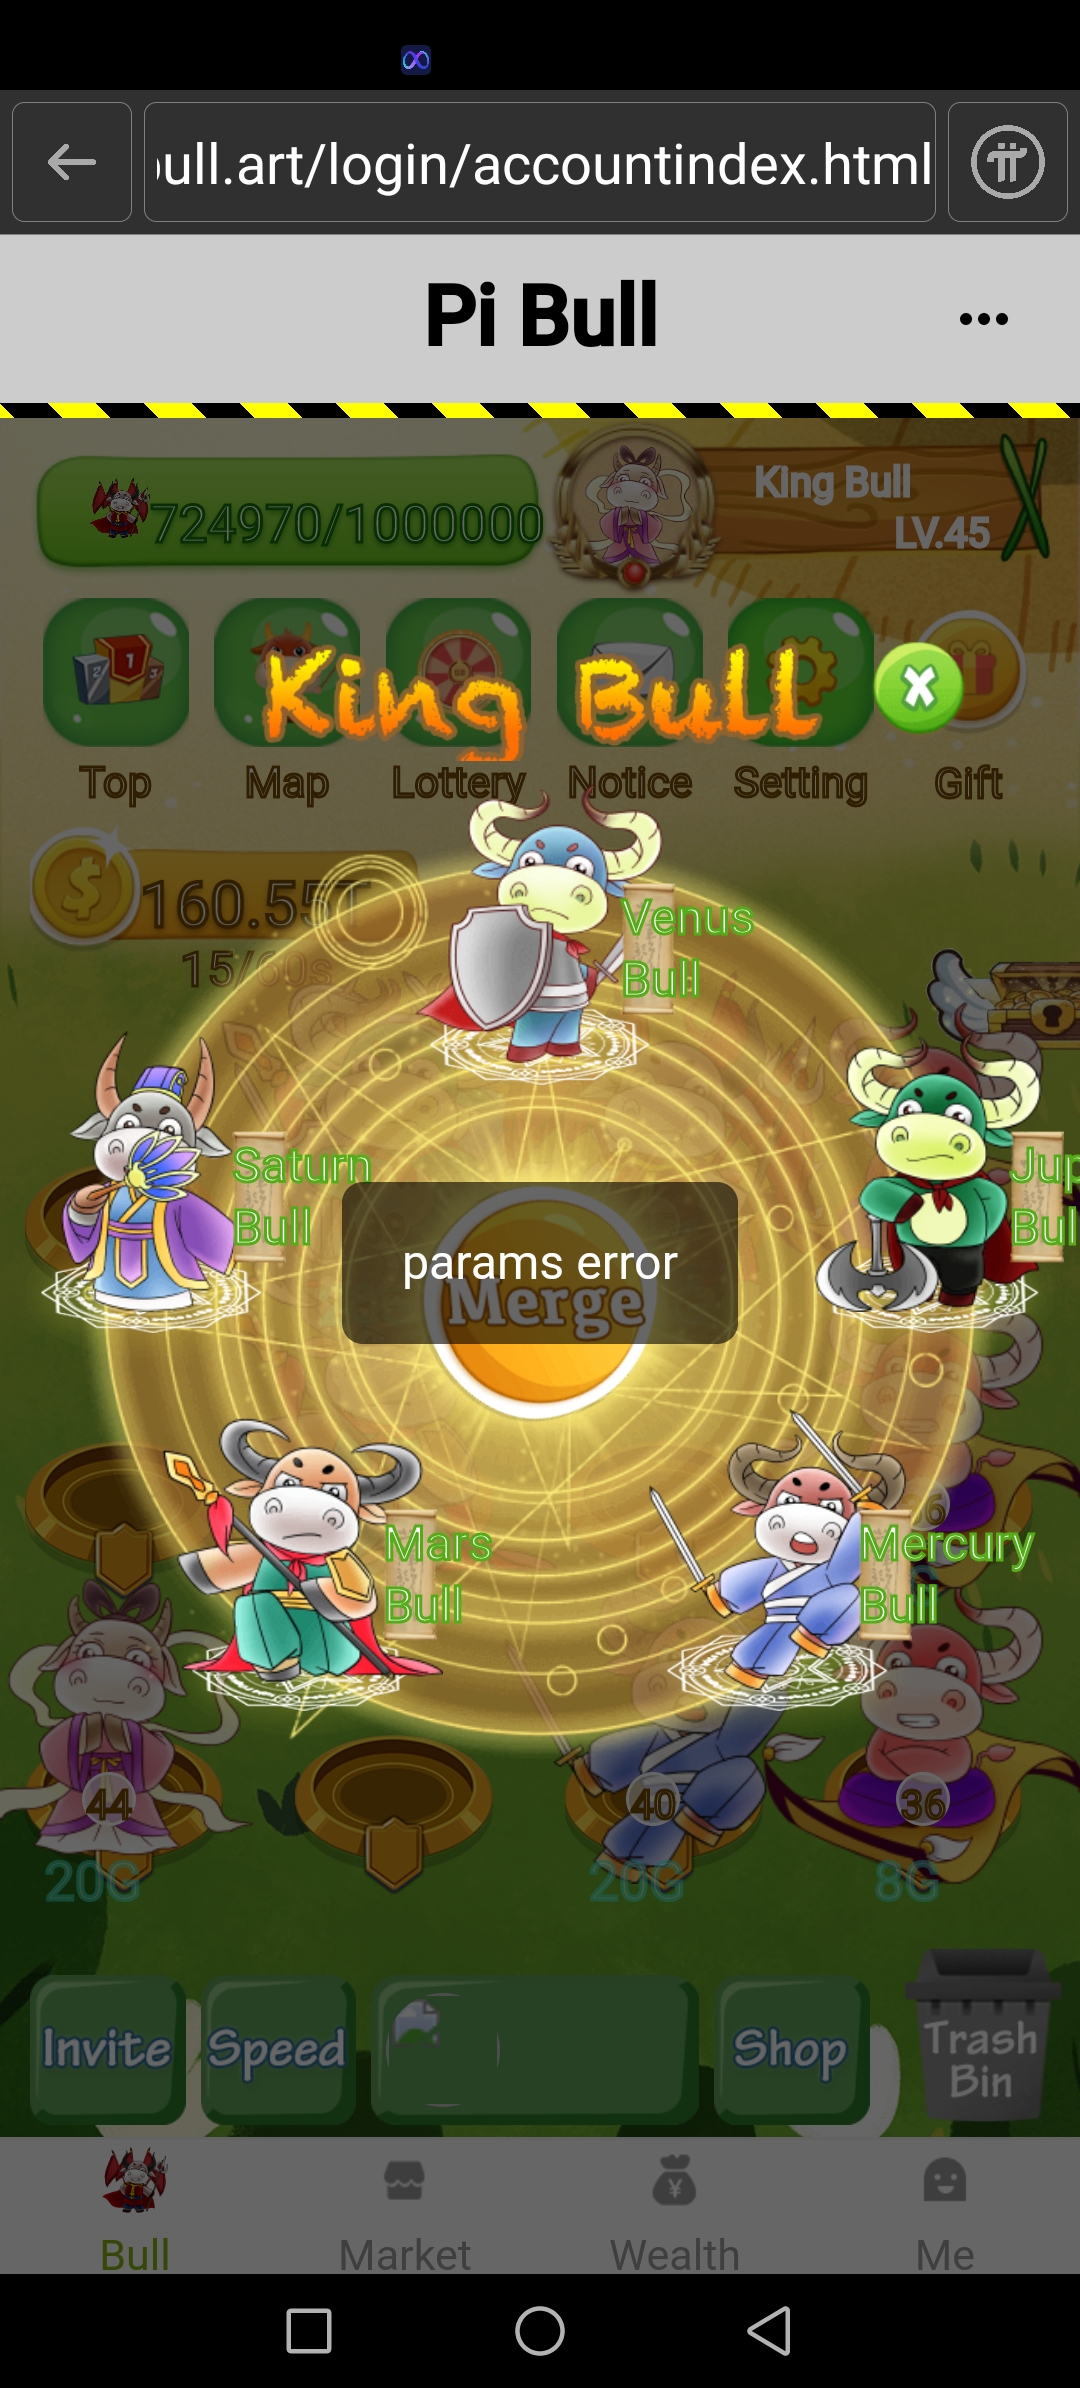 ull.art/login/accountindex.html
Pi Bull
724970/1000000
King Bull
LV.45
King Bull
Top
Map
Lottery
Notice
Setting
Gift
160.55T
15/60s
Venus
Bull
Saturn
Bull
Jup
Bul
params error
Merge
Mars
Bull
Mercury
Bull
44
40
36
20G
20G
8G
Invite
Speed
Shop
Trash
Bin
Bull
Market
Wealth
Me